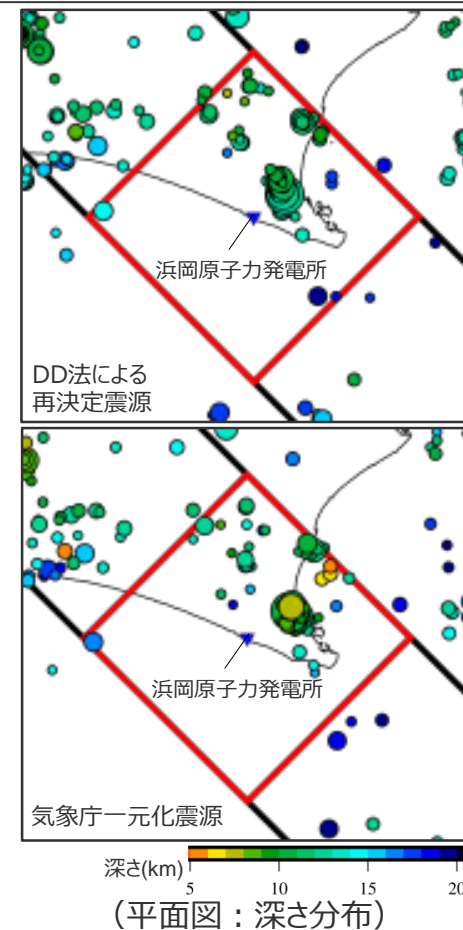 浜岡原子力発電所
DD法による
再決定震源
浜岡原子力発電所
気象庁一元化震源
深さ(km)
5 10 15 20
（平面図：深さ分布）